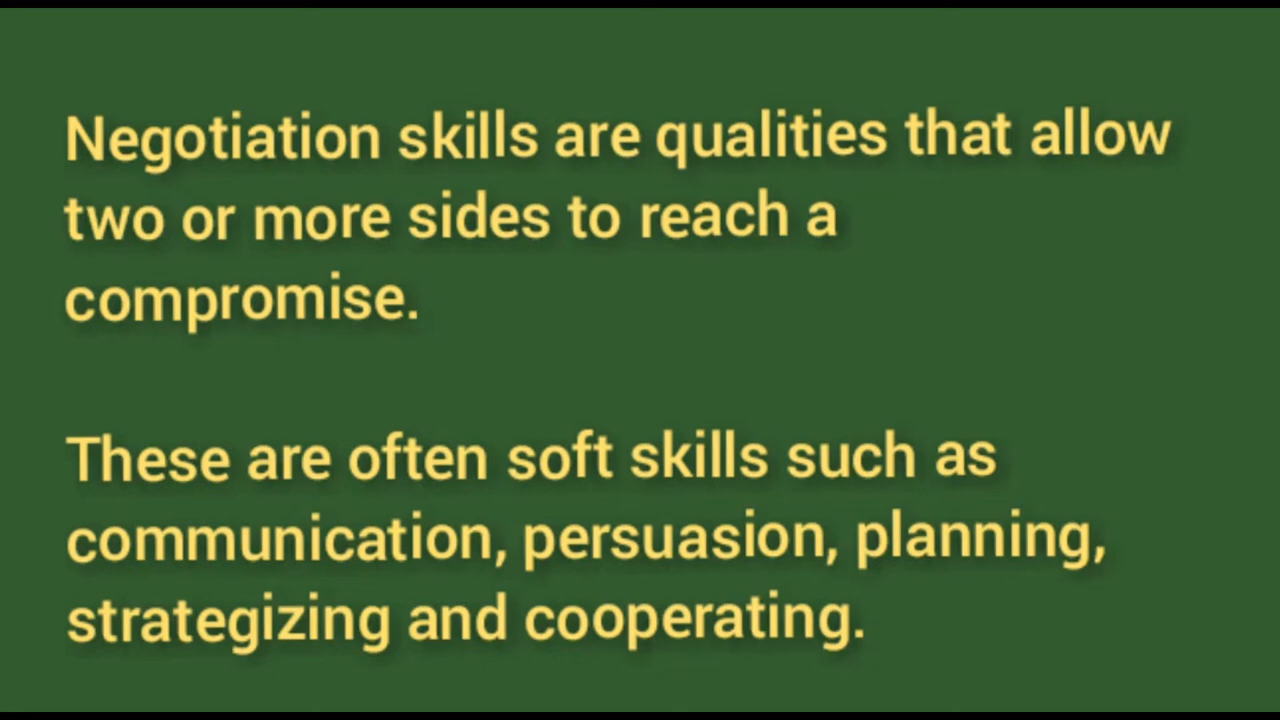 Negotiation skills are qualities that allow
two or more sides to reach a
compromise.
These are often soft skills such as
communication, persuasion, planning,
strategizing and cooperating.